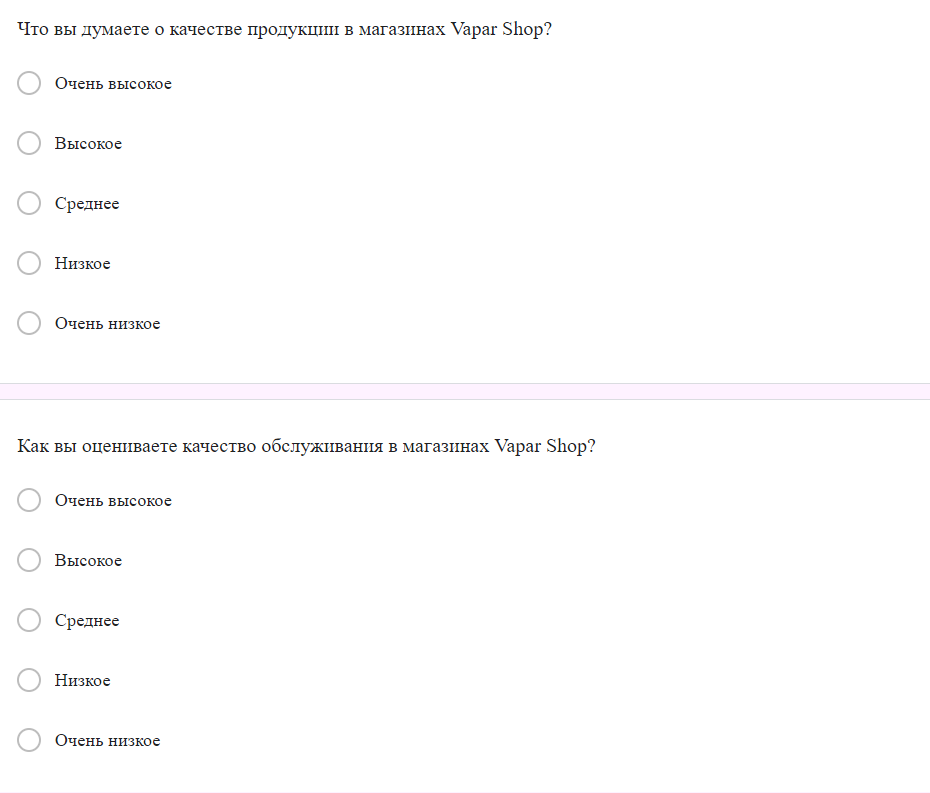 Что вы думаете о качестве продукции в магазинах Vapar Shop?
Очень высокое
Высокое
Среднее
Низкое
Очень низкое
Как вы оцениваете качество обслуживания в магазинах Vapar Shop?
Очень высокое
Высокое
Среднее
Низкое
Очень низкое